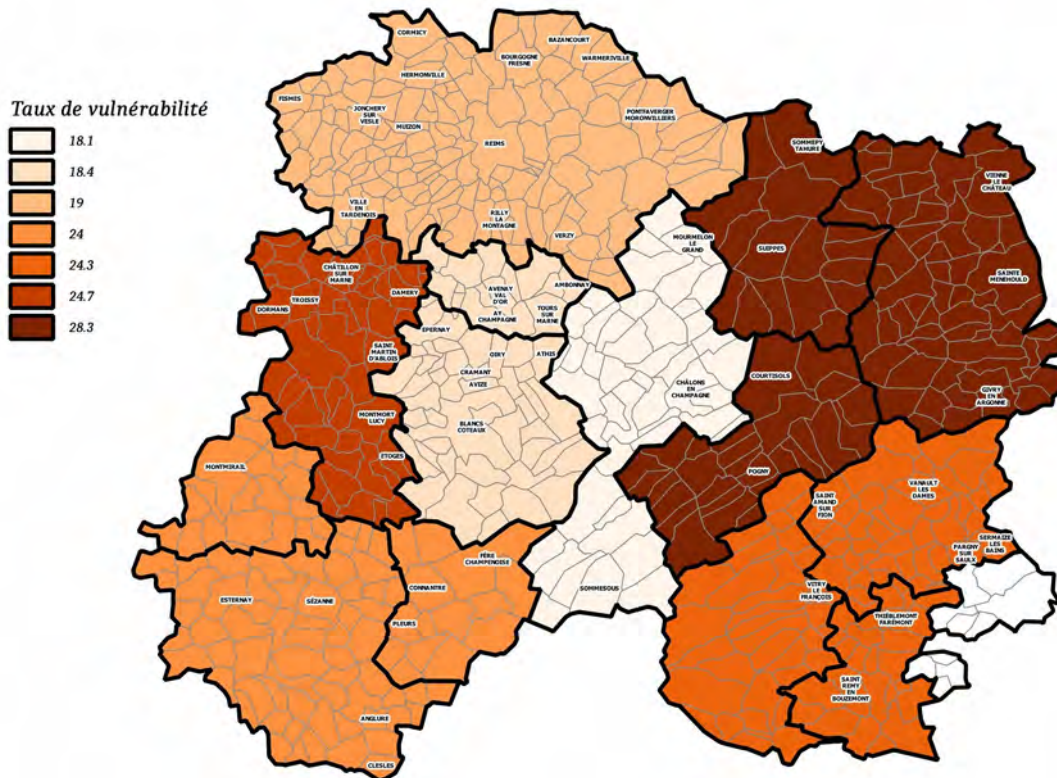 CORMICY
BAZANCOURT
BOURGOGNE
FRESNE
WARMERIVILLE
HERMONVILLE
FISMES
Taux de vulnérabilité
JONCHERY
SUR
VESLE
MUIZON
PONTFAVERGER
MORONVILLIERS
18.1
18.4
19
24
24.3
24.7
28.3
REIMS
SOMMEPY
TAHURE
VIENNE
LE
CHÂTEAU
VILLE
EN
TARDENOIS
RILLY
LA
MONTAGNE
VERZY
MOURMELON
LE
GRAND
SUIPPES
CHÂTILLON
SUR
MARNE
TROISSY
DAMERY
DORMANS
AVENAY
VAL
D'OR
AY
CHAMPAGNE
AMBONNAY
TOURS
SUR
MARNE
SAINTE
MENEHOULD
EPERNAY
SAINT
MARTIN
D'ABLOIS
OIRY
ATHIS
CRAMANT
AVIZE
CHÂLONS
EN
CHAMPAGNE
COURTISOLS
GIVRY
EN
ARGONNE
MONTMORT
LUCY
BLANCS
COTEAUX
ETOGES
MONTMIRAIL
POGNY
SAINT
AMAND
SUR
FION
VANAULT
LES
DAMES
SERMAIZE
LES
BAINS
PARGNY
SUR
SAULX
FÈRE
CHAMPENOISE
CONNANTRE
SOMMESOUS
VITRY
LE
FRANÇOIS
ESTERNAY
SÉZANNE
PLEURS
THIÉBLEMONT
FARÉMONT
SAINT
REMY
EN
BOUZEMONT
ANGLURE
CLESLES